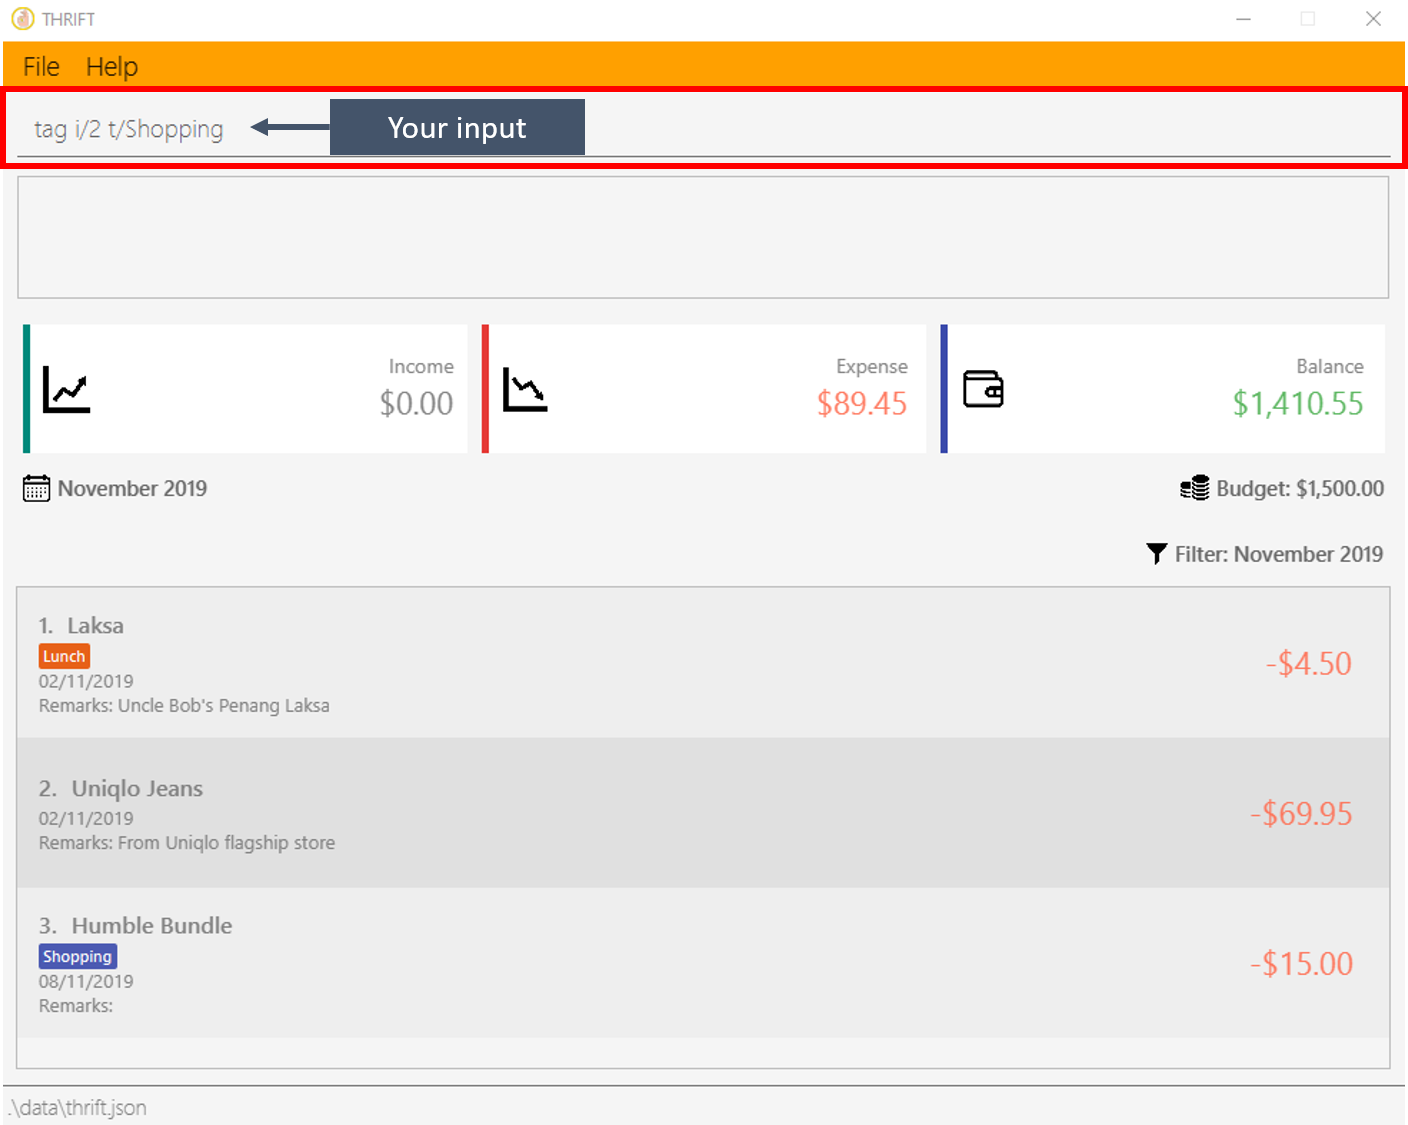 THRIFT
File Help
tag i/2 t/Shopping
Your input
Income
$0.00
Expense
$89.45
Balance
$1,410.55
November 2019
Budget: $1,500.00
Filter: November 2019
1. Laksa
Lunch
02/11/2019
Remarks: Uncle Bob's Penang Laksa
-$4.50
2. Uniqlo Jeans
02/11/2019
Remarks: From Uniqlo flagship store
-$69.95
3. Humble Bundle
Shopping
08/11/2019
Remarks:
-$15.00
.\data\thrift.json